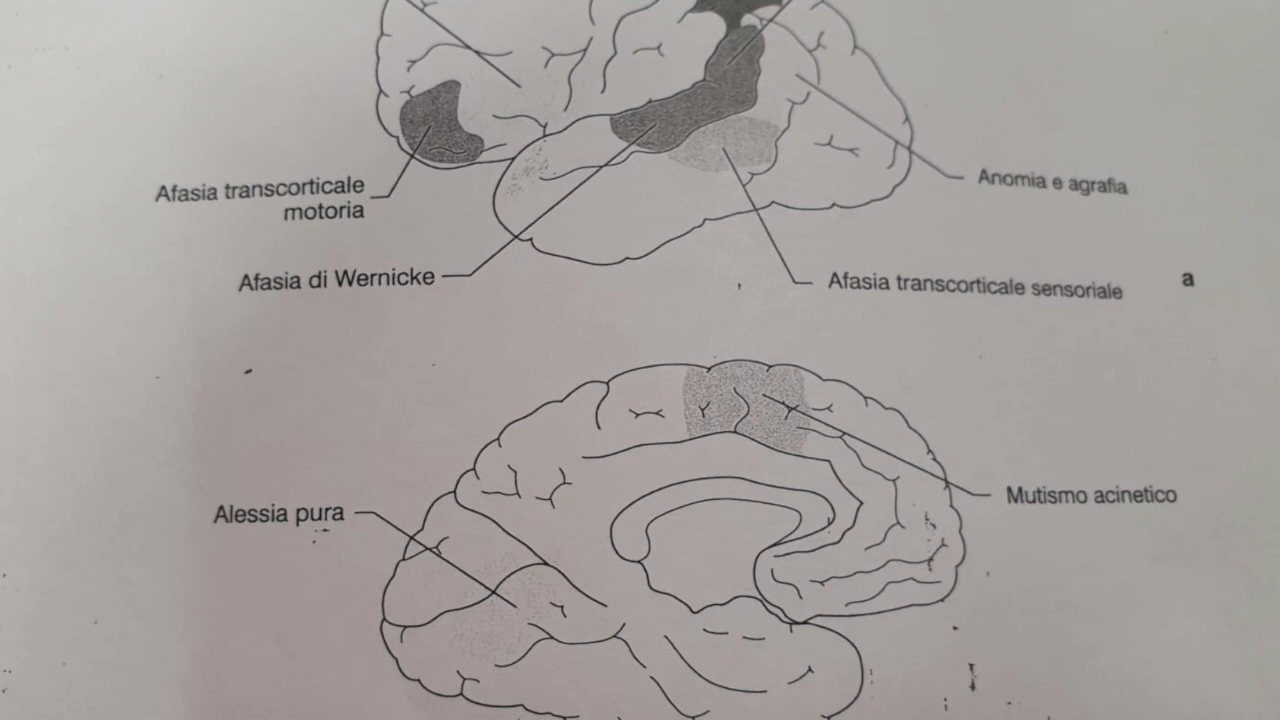 Afasia transcorticale
motoria
Anomia e agrafia
Afasia di Wernicke
Afasia transcorticale sensoriale
a
Alessia pura
Mutismo acinetico